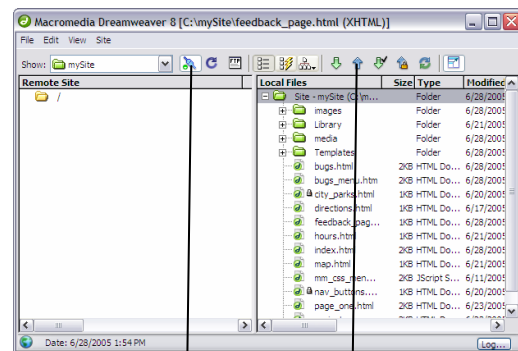 Macromedia Dreamweaver 8 [C:\mySite\feedback_page.html (XHTML)]
File Edit View Site
Show: mySite
Remote Site Local Files Size Type Modified
/ Site - mySite (C:\m... Folder 6/28/2005
images Folder 6/28/2005
Library Folder 6/21/2005
media Folder 6/28/2005
Templates Folder 6/28/2005
bugs.html 2KB HTML Do... 6/28/2005
bugs_menu.htm 2KB HTML Do... 6/28/2005
city_parks.html 1KB HTML Do... 6/20/2005
directions.html 1KB HTML Do... 6/17/2005
feedback_pag... 1KB HTML Do... 6/28/2005
hours.html 1KB HTML Do... 6/21/2005
index.htm 2KB HTML Do... 6/28/2005
map.html 1KB HTML Do... 6/21/2005
mm_css_men... 2KB JScript S... 6/11/2005
nav_buttons.... 1KB HTML Do... 6/20/2005
page_one.html 2KB HTML Do... 6/23/2005
Date: 6/28/2005 1:54 PM Log...